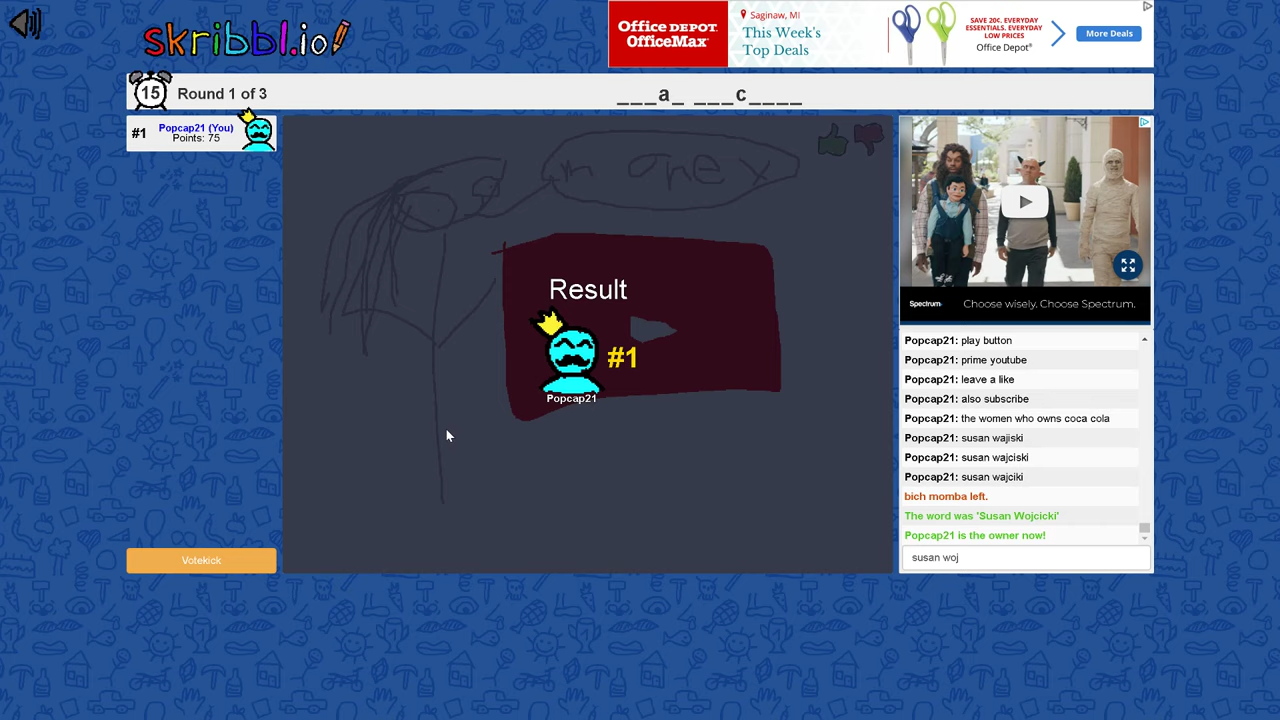 skribbl.io
OFFICE DEPOT
OfficeMax
Saginaw, MI
This Week's
Top Deals
SAVE 20¢. EVERYDAY
ESSENTIALS. EVERYDAY
LOW PRICES
Office Depot®
More Deals
15
Round 1 of 3
___a_ ___c____
#1
Popcap21 (You)
Points: 75
m oney
Result
#1
Popcap21
Spectrum
Choose wisely. Choose Spectrum.
Popcap21: play button
Popcap21: prime youtube
Popcap21: leave a like
Popcap21: also subscribe
Popcap21: the women who owns coca cola
Popcap21: susan wajiski
Popcap21: susan wajciski
Popcap21: susan wajciki
bich momba left.
The word was 'Susan Wojcicki'
Popcap21 is the owner now!
susan woj
Votekick